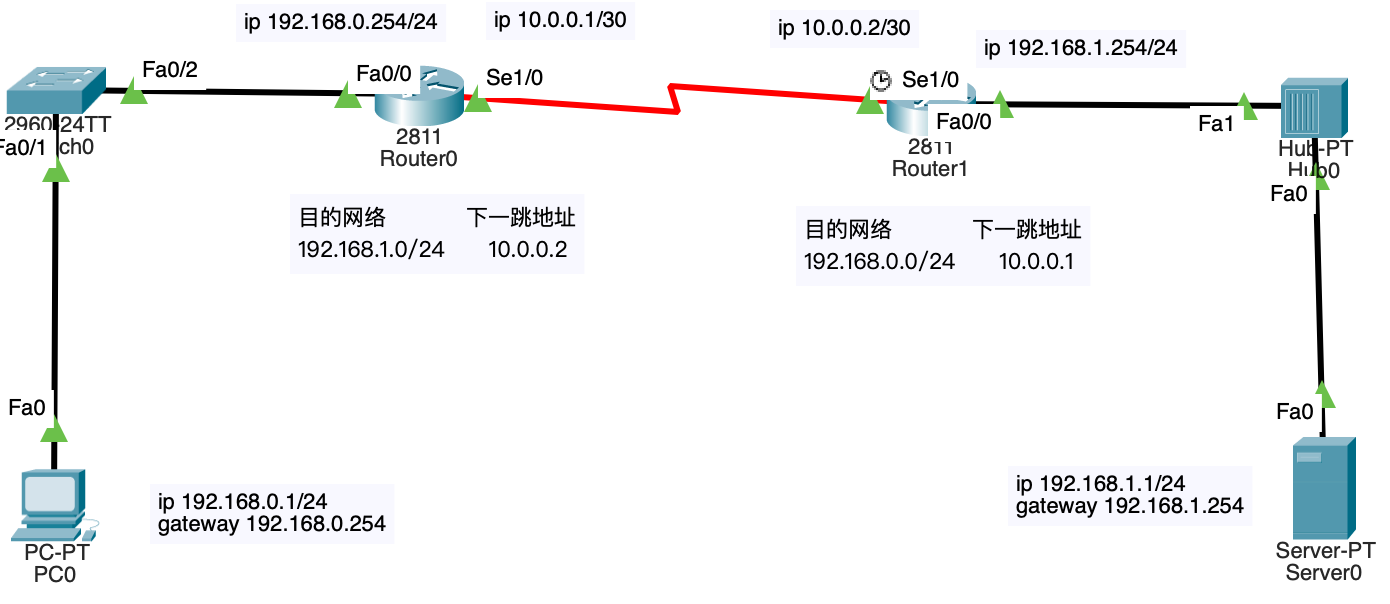 ip 192.168.0.254/24
ip 10.0.0.1/30
ip 10.0.0.2/30
ip 192.168.1.254/24
Fa0/2
Fa0/0
Se1/0
Se1/0
Fa0/0
Fa1
2960-24TT
ch0
Fa0/1
2811
Router0
2811
Router1
Hub-PT
Hub0
Fa0
目的网络 下一跳地址
192.168.1.0/24 10.0.0.2
目的网络 下一跳地址
192.168.0.0/24 10.0.0.1
Fa0
Fa0
ip 192.168.0.1/24
gateway 192.168.0.254
ip 192.168.1.1/24
gateway 192.168.1.254
PC-PT
PC0
Server-PT
Server0